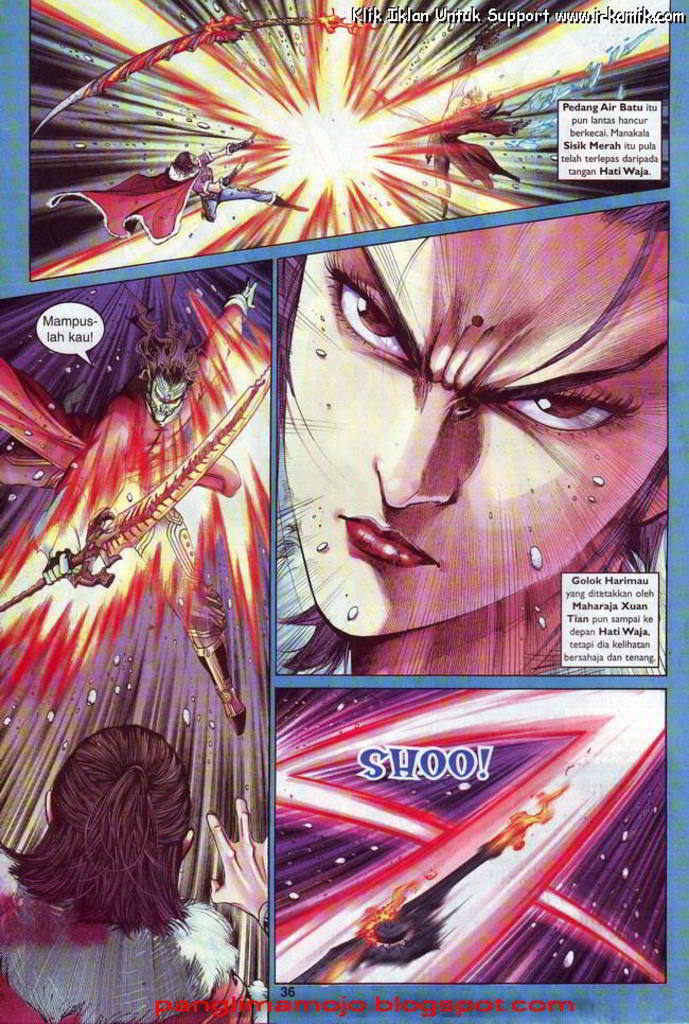 Klik Iklan Untuk Support www.ir-komik.com
Pedang Air Batu itu
pun lantas hancur
berkecai. Manakala
Sisik Merah itu pula
telah terlepas daripada
tangan Hati Waja.
Mampus-
lah kau!
Golok Harimau
yang ditetakkan oleh
Maharaja Xuan
Tian pun sampai ke
depan Hati Waja,
tetapi dia kelihatan
bersahaja dan tenang.
SHOO!
36
panglimamojo.blogspot.com